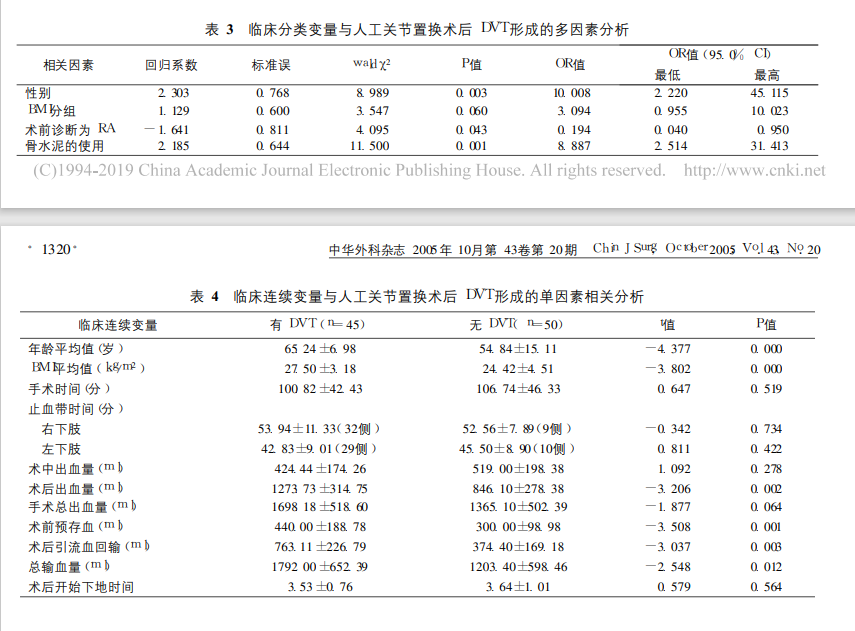 表 3 临床分类变量与人工关节置换术后 DVT形成的多因素分析
相关因素 回归系数 标准误 waldχ² P值 OR值 OR值(95.0% CI)
最低 最高
性别 2.303 0.768 8.989 0.003 10.008 2.220 45.115
BMI分组 1.129 0.600 3.547 0.060 3.094 0.955 10.023
术前诊断为 RA －1.641 0.811 4.095 0.043 0.194 0.040 0.950
骨水泥的使用 2.185 0.644 11.500 0.001 8.887 2.514 31.413
(C)1994-2019 China Academic Journal Electronic Publishing House. All rights reserved. http://www.cnki.net
· 1320 · 中华外科杂志 2005年 10月第 43卷第 20期 Chin J Surg, October 2005, Vol. 43, No. 20
表 4 临床连续变量与人工关节置换术后 DVT形成的单因素相关分析
临床连续变量 有 DVT(n=45) 无 DVT(n=50) t值 P值
年龄平均值(岁) 65.24±6.98 54.84±15.11 －4.377 0.000
BMI平均值(kg/m²) 27.50±3.18 24.42±4.51 －3.802 0.000
手术时间(分) 100.82±42.43 106.74±46.33 0.647 0.519
止血带时间(分)
右下肢 53.94±11.33(32侧) 52.56±7.89(9侧) －0.342 0.734
左下肢 42.83±9.01(29侧) 45.50±8.90(10侧) 0.811 0.422
术中出血量(ml) 424.44±174.26 519.00±198.38 1.092 0.278
术后出血量(ml) 1273.73±314.75 846.10±278.38 －3.206 0.002
手术总出血量(ml) 1698.18±518.60 1365.10±502.39 －1.877 0.064
术前预存血(ml) 440.00±188.78 300.00±98.98 －3.508 0.001
术后引流血回输(ml) 763.11±226.79 374.40±169.18 －3.037 0.003
总输血量(ml) 1792.00±652.39 1203.40±598.46 －2.548 0.012
术后开始下地时间 3.53±0.76 3.64±1.01 0.579 0.564